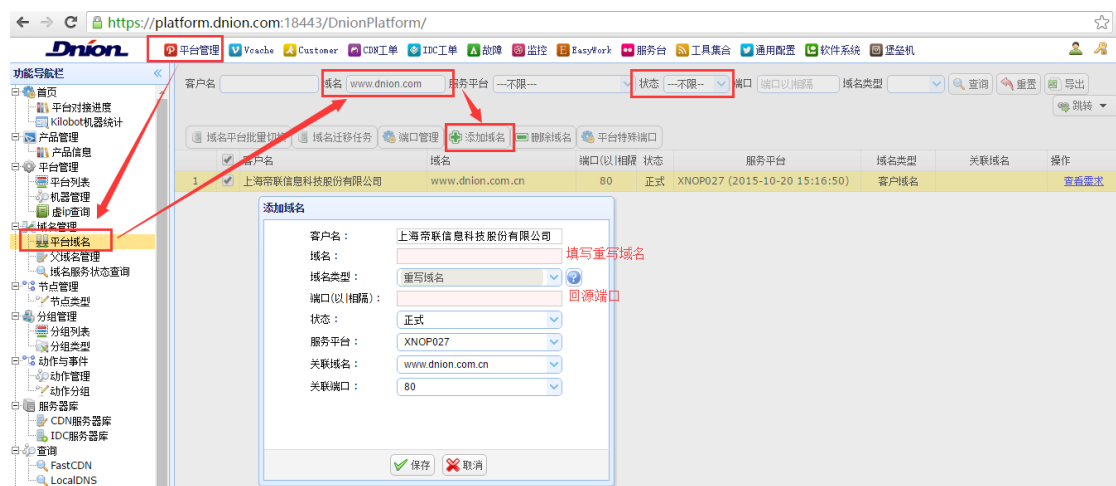 https://platform.dnion.com:18443/DnionPlatform/
Dnion
平台管理 Vcache Customer CDN工单 IDC工单 故障 监控 EasyWork 服务台 工具集合 通用配置 软件系统 堡垒机
功能导航栏
首页
平台对接进度
Kilobot机器统计
产品管理
产品信息
平台管理
平台列表
机器管理
虚ip查询
域名管理
平台域名
父域名管理
域名服务状态查询
节点管理
节点类型
分组管理
分组列表
分组类型
动作与事件
动作管理
动作分组
服务器库
CDN服务器库
IDC服务器库
查询
FastCDN
LocalDNS
客户名 域名 www.dnion.com 服务平台 ---不限--- 状态 ---不限-- 端口 端口以|相隔 域名类型 查询 重置 导出
跳转
域名平台批量切换 域名迁移任务 端口管理 添加域名 删除域名 平台特殊端口
客户名 域名 端口(以|相隔 状态 服务平台 域名类型 关联域名 操作
1 上海帝联信息科技股份有限公司 www.dnion.com.cn 80 正式 XNOP027 (2015-10-20 15:16:50) 客户域名 查看需求
添加域名
客户名： 上海帝联信息科技股份有限公司
域名： 填写重写域名
域名类型： 重写域名
端口(以|相隔)： 回源端口
状态： 正式
服务平台： XNOP027
关联域名： www.dnion.com.cn
关联端口： 80
保存 取消